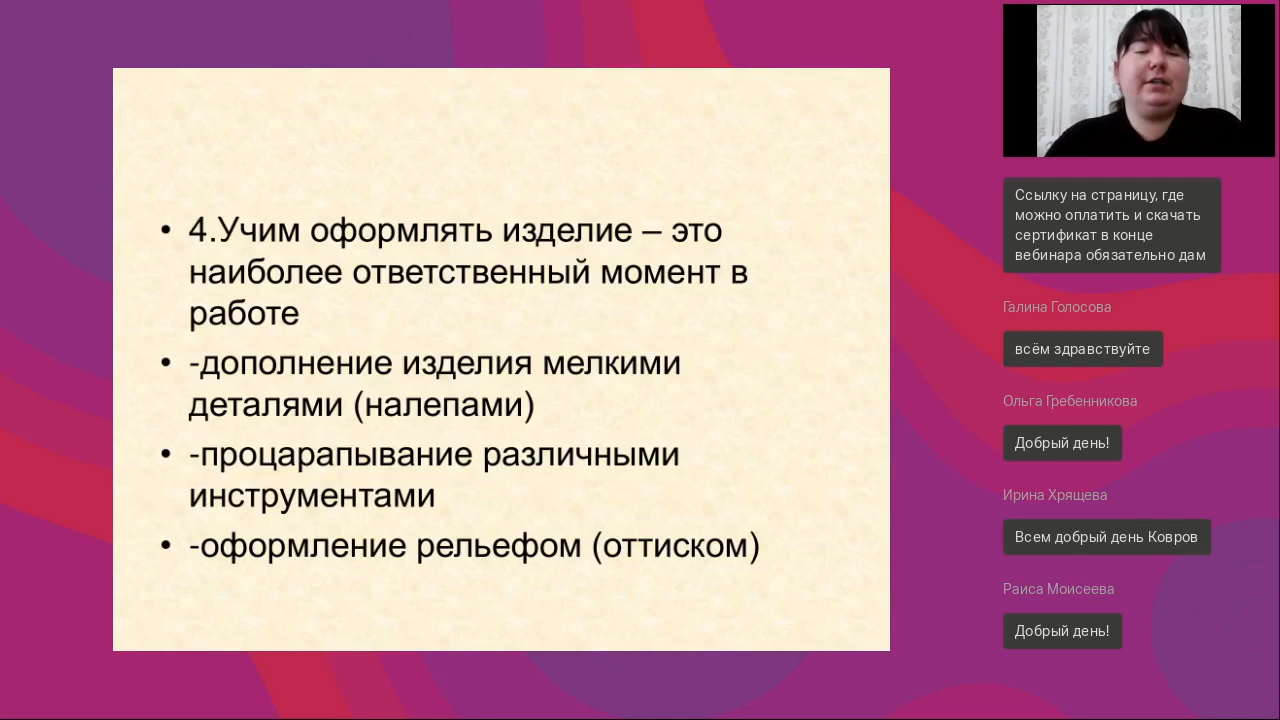 • 4.Учим оформлять изделие – это
наиболее ответственный момент в
работе
• -дополнение изделия мелкими
деталями (налепами)
• -процарапывание различными
инструментами
• -оформление рельефом (оттиском)
Ссылку на страницу, где
можно оплатить и скачать
сертификат в конце
вебинара обязательно дам
Галина Голосова
всём здравствуйте
Ольга Гребенникова
Добрый день!
Ирина Хрящева
Всем добрый день Ковров
Раиса Моисеева
Добрый день!